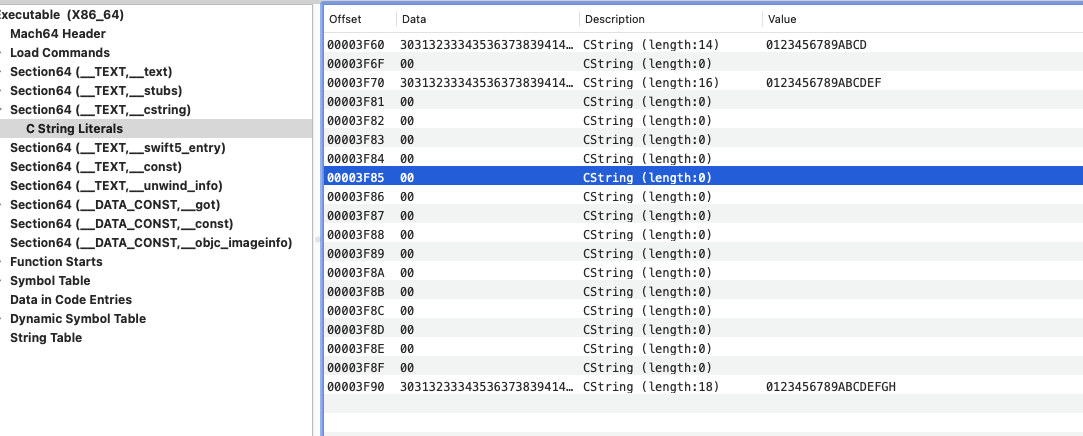 Executable (X86_64)
Mach64 Header
Load Commands
Section64 (__TEXT,__text)
Section64 (__TEXT,__stubs)
Section64 (__TEXT,__cstring)
C String Literals
Section64 (__TEXT,__swift5_entry)
Section64 (__TEXT,__const)
Section64 (__TEXT,__unwind_info)
Section64 (__DATA_CONST,__got)
Section64 (__DATA_CONST,__const)
Section64 (__DATA_CONST,__objc_imageinfo)
Function Starts
Symbol Table
Data in Code Entries
Dynamic Symbol Table
String Table
Offset Data Description Value
00003F60 30313233343536373839414… CString (length:14) 0123456789ABCD
00003F6F 00 CString (length:0)
00003F70 30313233343536373839414… CString (length:16) 0123456789ABCDEF
00003F81 00 CString (length:0)
00003F82 00 CString (length:0)
00003F83 00 CString (length:0)
00003F84 00 CString (length:0)
00003F85 00 CString (length:0)
00003F86 00 CString (length:0)
00003F87 00 CString (length:0)
00003F88 00 CString (length:0)
00003F89 00 CString (length:0)
00003F8A 00 CString (length:0)
00003F8B 00 CString (length:0)
00003F8C 00 CString (length:0)
00003F8D 00 CString (length:0)
00003F8E 00 CString (length:0)
00003F8F 00 CString (length:0)
00003F90 30313233343536373839414… CString (length:18) 0123456789ABCDEFGH